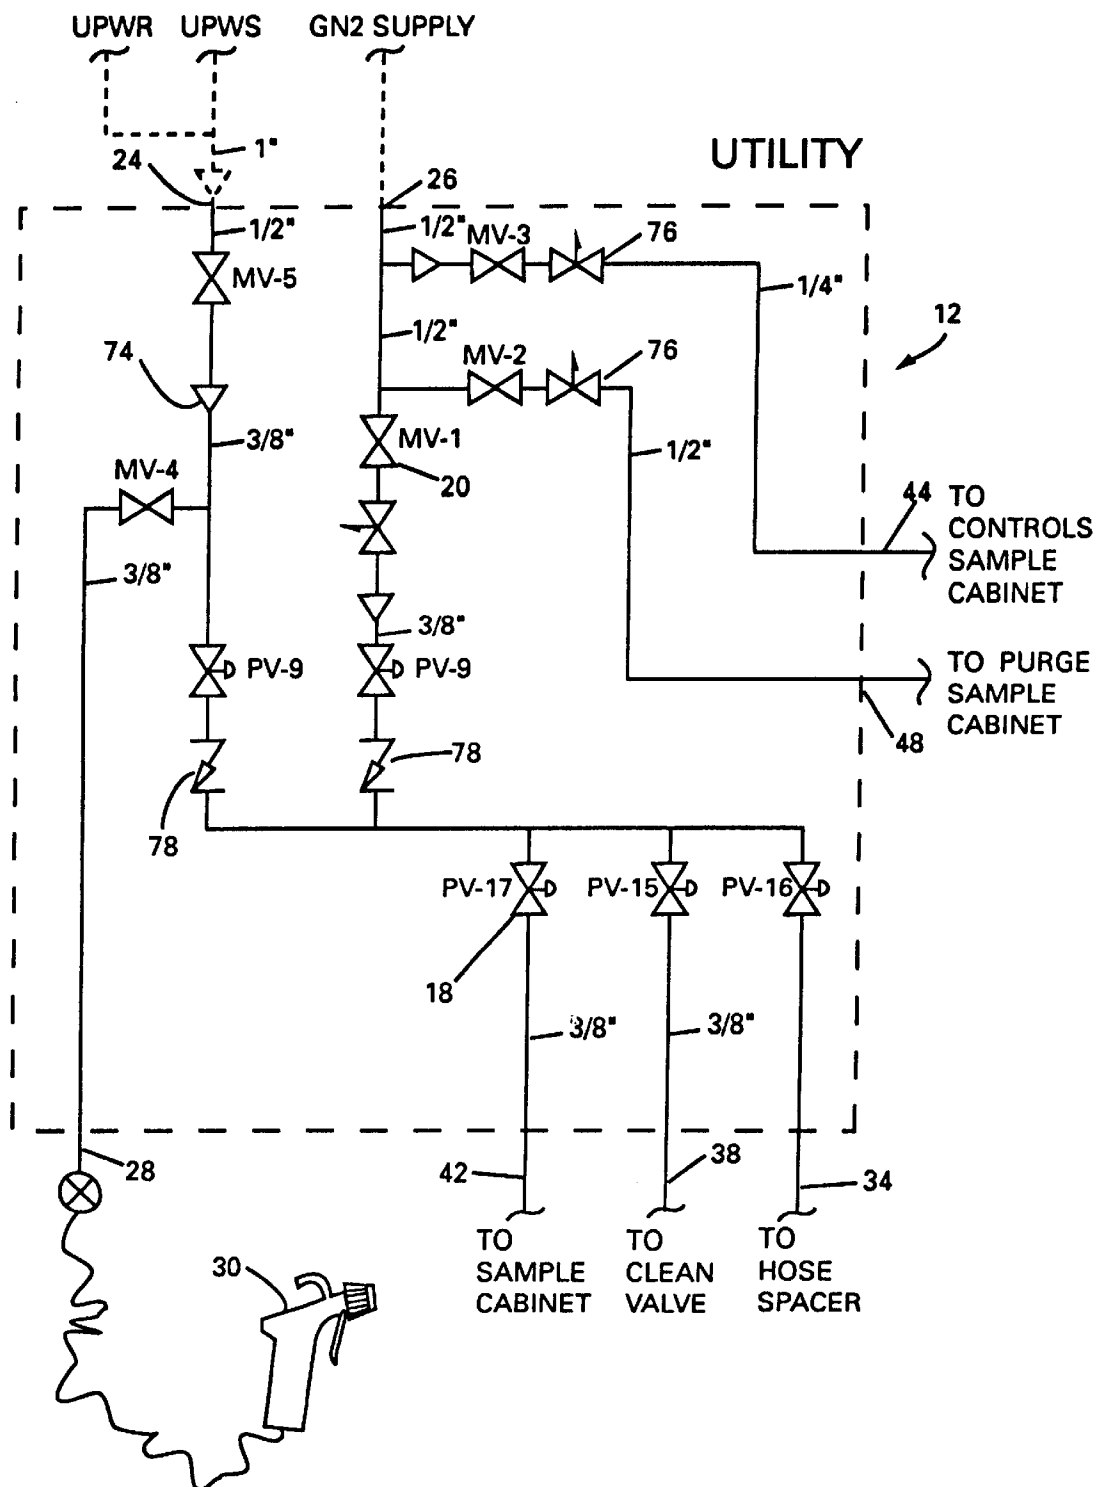 UPWR UPWS GN2 SUPPLY
1"
UTILITY
24
26
1/2"
1/2"
MV-3
76
MV-5
1/4"
12
1/2"
74
MV-2
76
3/8"
MV-1
1/2"
MV-4
20
44 TO
CONTROLS
SAMPLE
CABINET
3/8"
3/8"
PV-9
PV-9
TO PURGE
SAMPLE
CABINET
48
78
78
PV-17
PV-15
PV-16
18
3/8"
3/8"
28
42
38
34
TO
SAMPLE
CABINET
TO
CLEAN
VALVE
TO
HOSE
SPACER
30